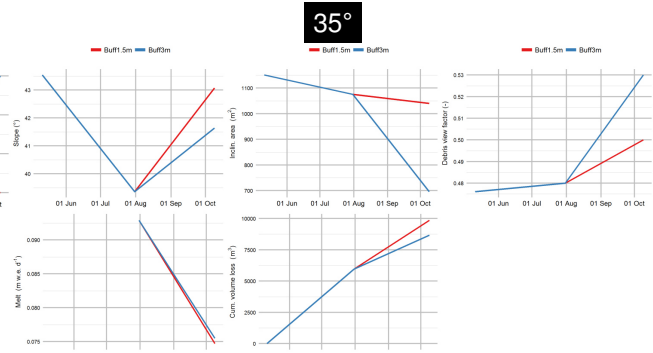 35°
Buff1.5m Buff3m
Buff1.5m Buff3m
Buff1.5m Buff3m
Slope (°)
43
42
41
40
01 Jun 01 Jul 01 Aug 01 Sep 01 Oct
Inclin. area (m²)
1100
1000
900
800
700
01 Jun 01 Jul 01 Aug 01 Sep 01 Oct
Debris view factor (-)
0.53
0.52
0.51
0.50
0.49
0.48
01 Jun 01 Jul 01 Aug 01 Sep 01 Oct
Melt (m w.e. d⁻¹)
0.090
0.085
0.080
0.075
Cum. volume loss (m³)
10000
7500
5000
2500
0